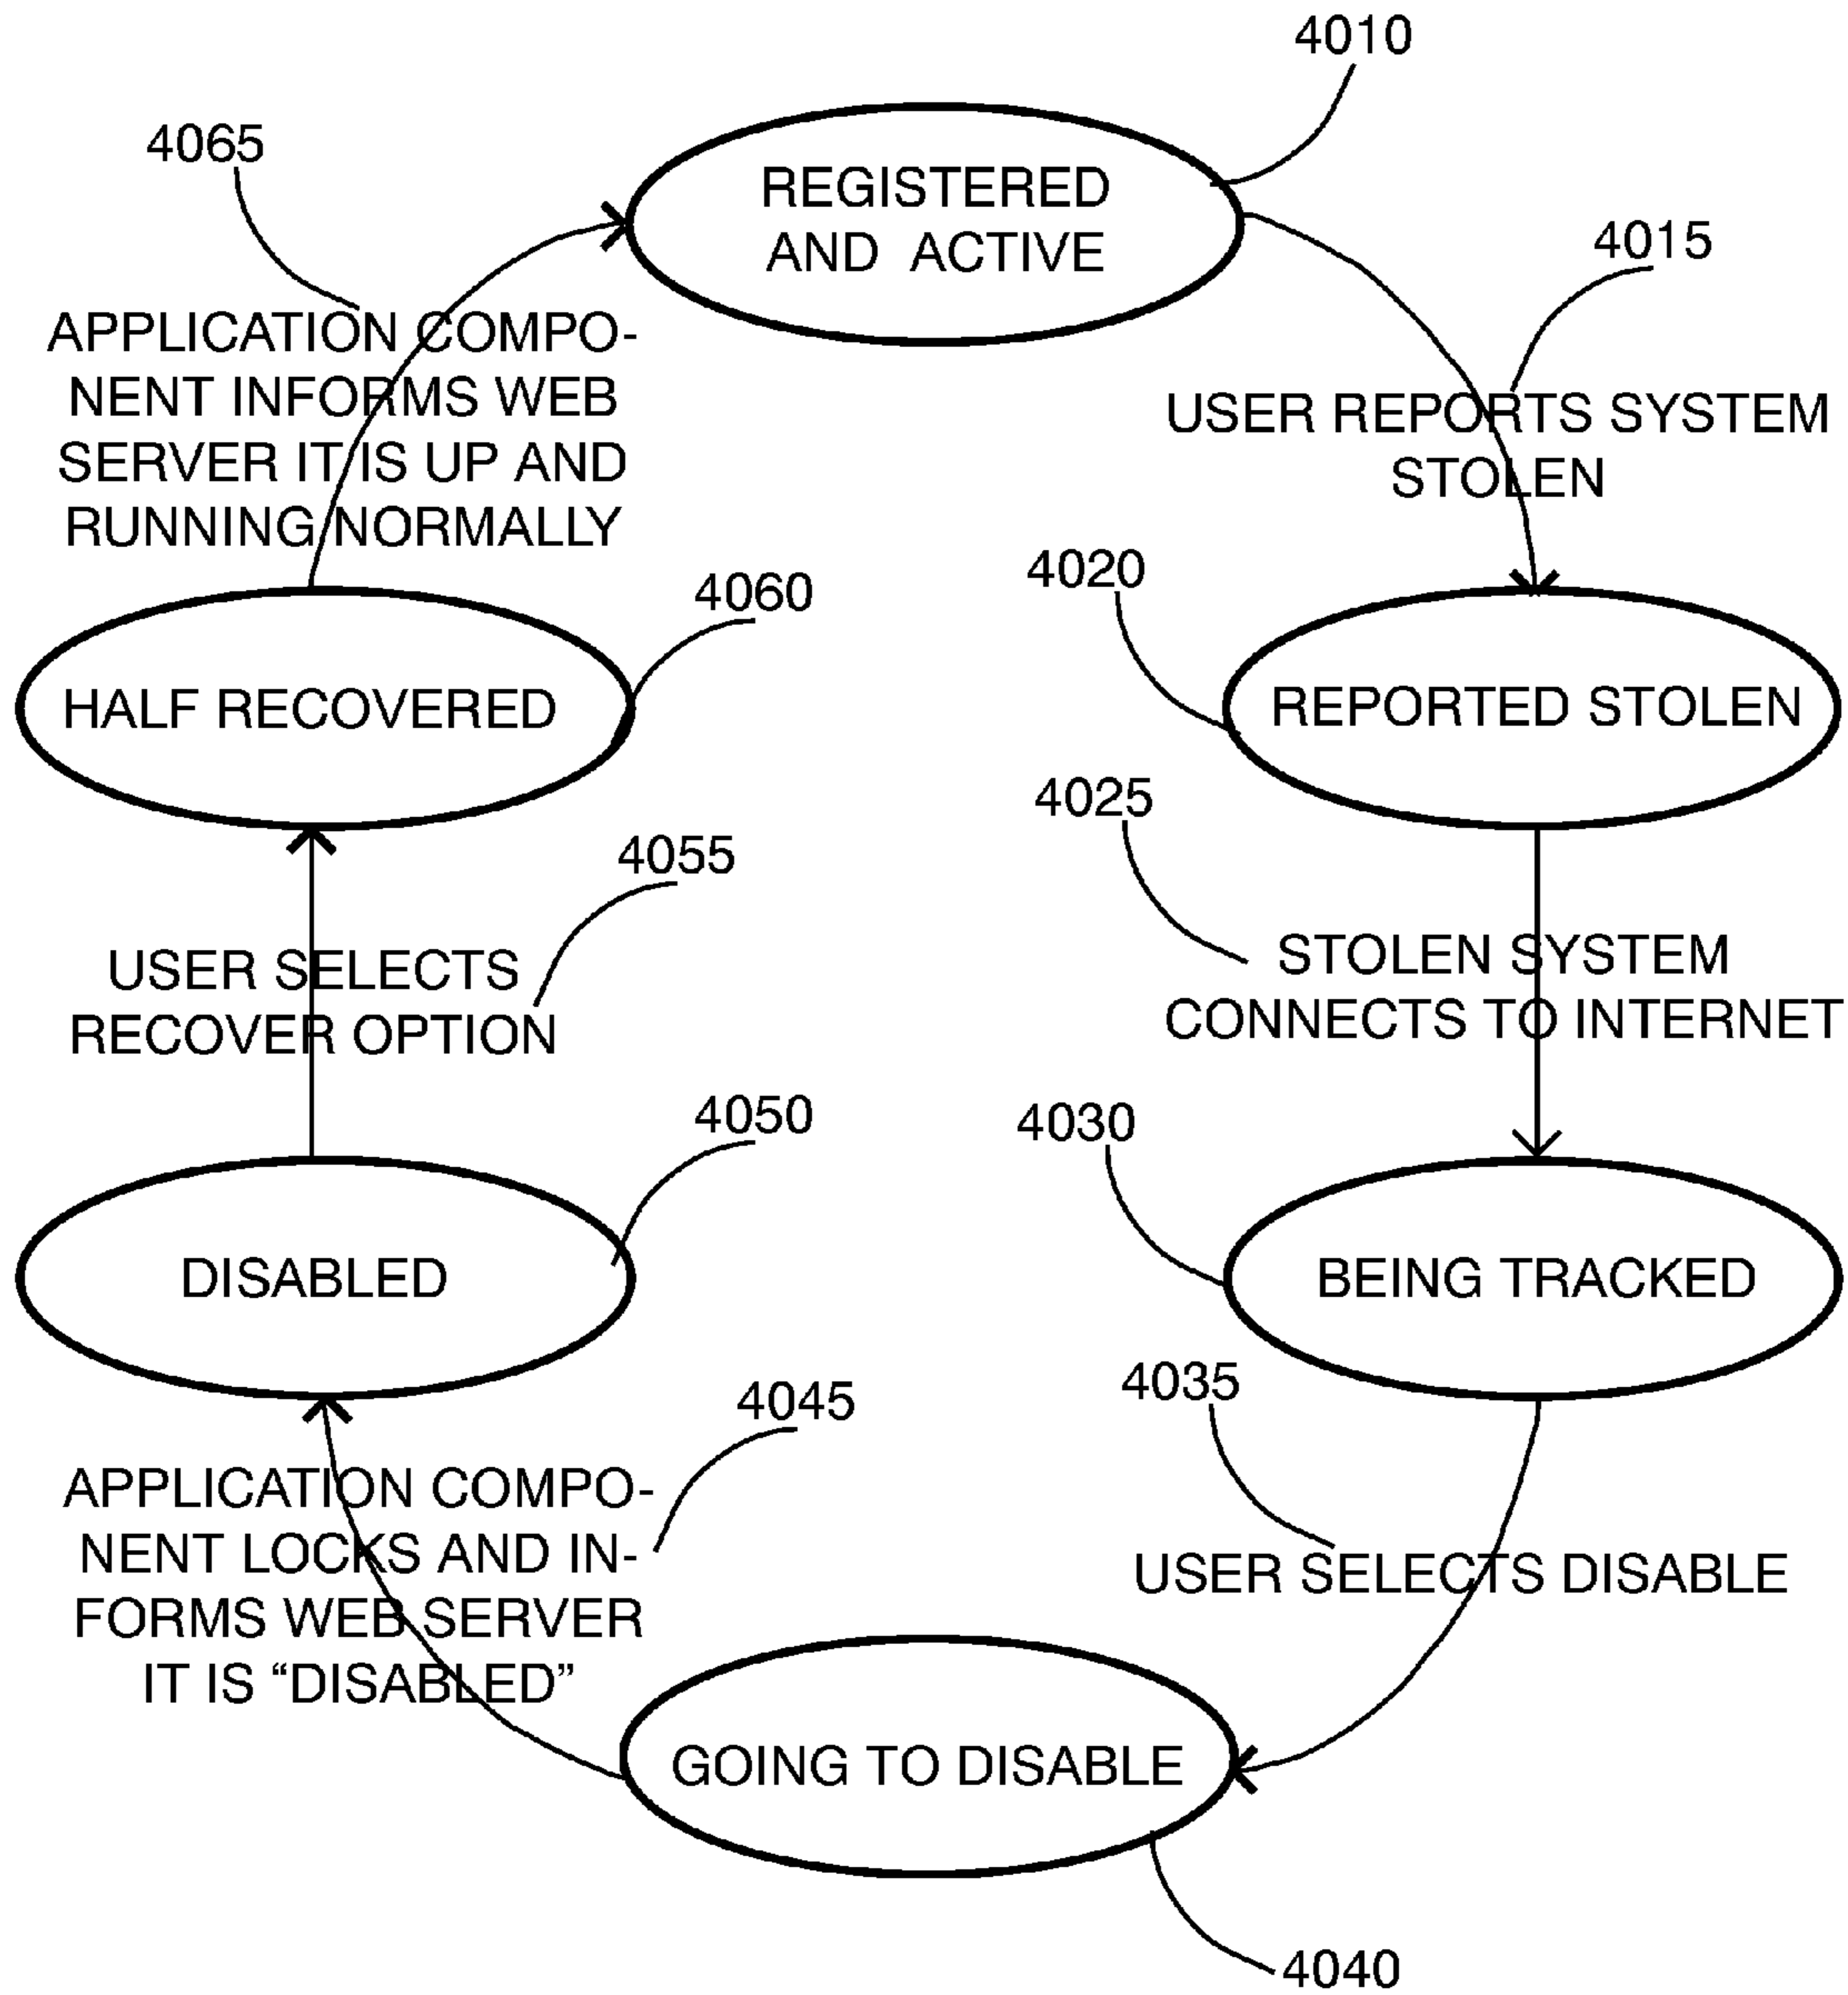 4010
4065
REGISTERED
AND ACTIVE
4015
APPLICATION COMPO-
NENT INFORMS WEB
SERVER IT IS UP AND
RUNNING NORMALLY
USER REPORTS SYSTEM
STOLEN
4020
4060
HALF RECOVERED
REPORTED STOLEN
4025
4055
STOLEN SYSTEM
CONNECTS TO INTERNET
USER SELECTS
RECOVER OPTION
4050
4030
DISABLED
BEING TRACKED
4035
4045
APPLICATION COMPO-
NENT LOCKS AND IN-
FORMS WEB SERVER
IT IS “DISABLED”
USER SELECTS DISABLE
GOING TO DISABLE
4040